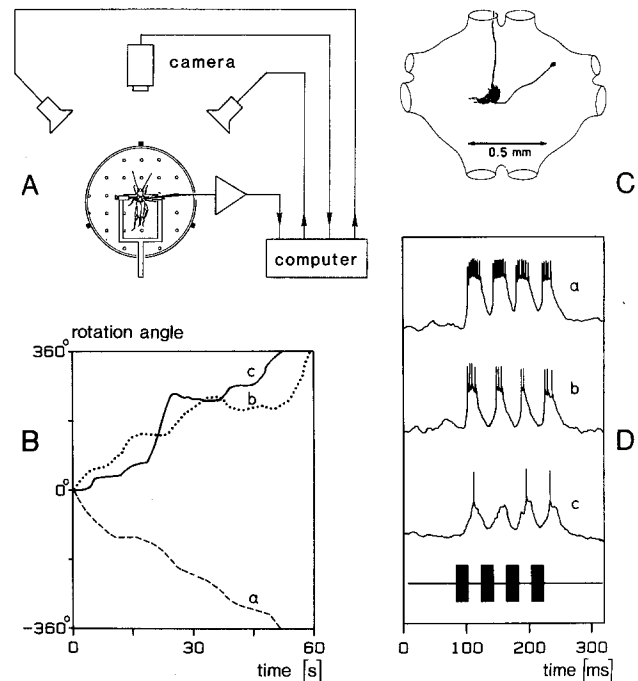 camera
A
computer
0.5 mm
C
rotation angle
360°
c
b
B
0°
a
-360°
0
30
60
time [s]
a
b
D
c
0
100
200
300
time [ms]